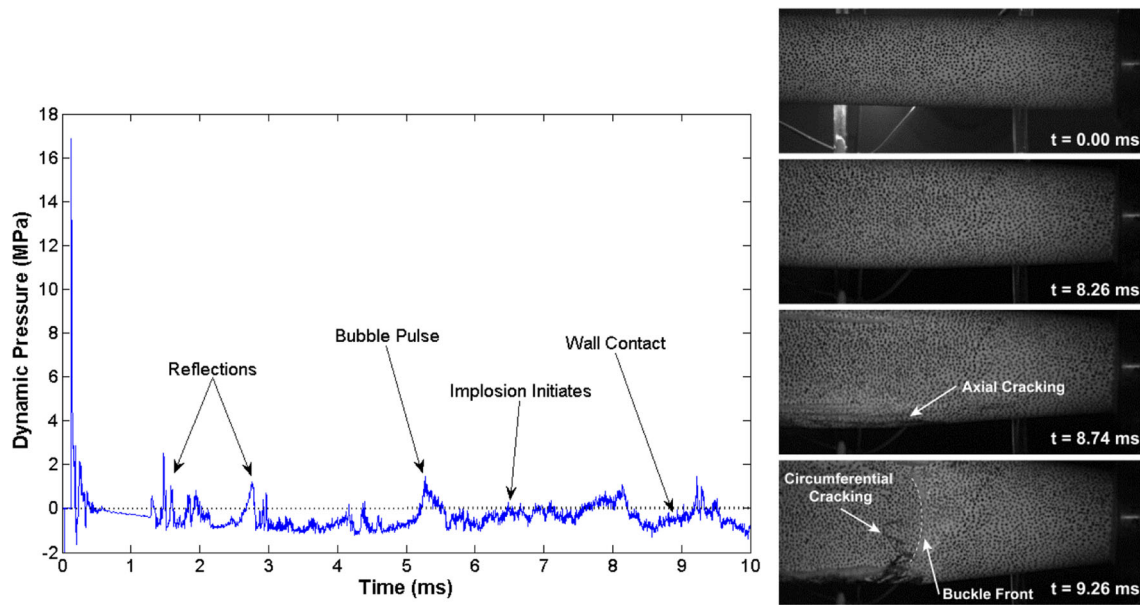 18
16
14
12
10
8
6
4
2
0
-2
Dynamic Pressure (MPa)
Reflections
Bubble Pulse
Implosion Initiates
Wall Contact
0 1 2 3 4 5 6 7 8 9 10
Time (ms)
t = 0.00 ms
t = 8.26 ms
Axial Cracking
t = 8.74 ms
Circumferential
Cracking
Buckle Front
t = 9.26 ms